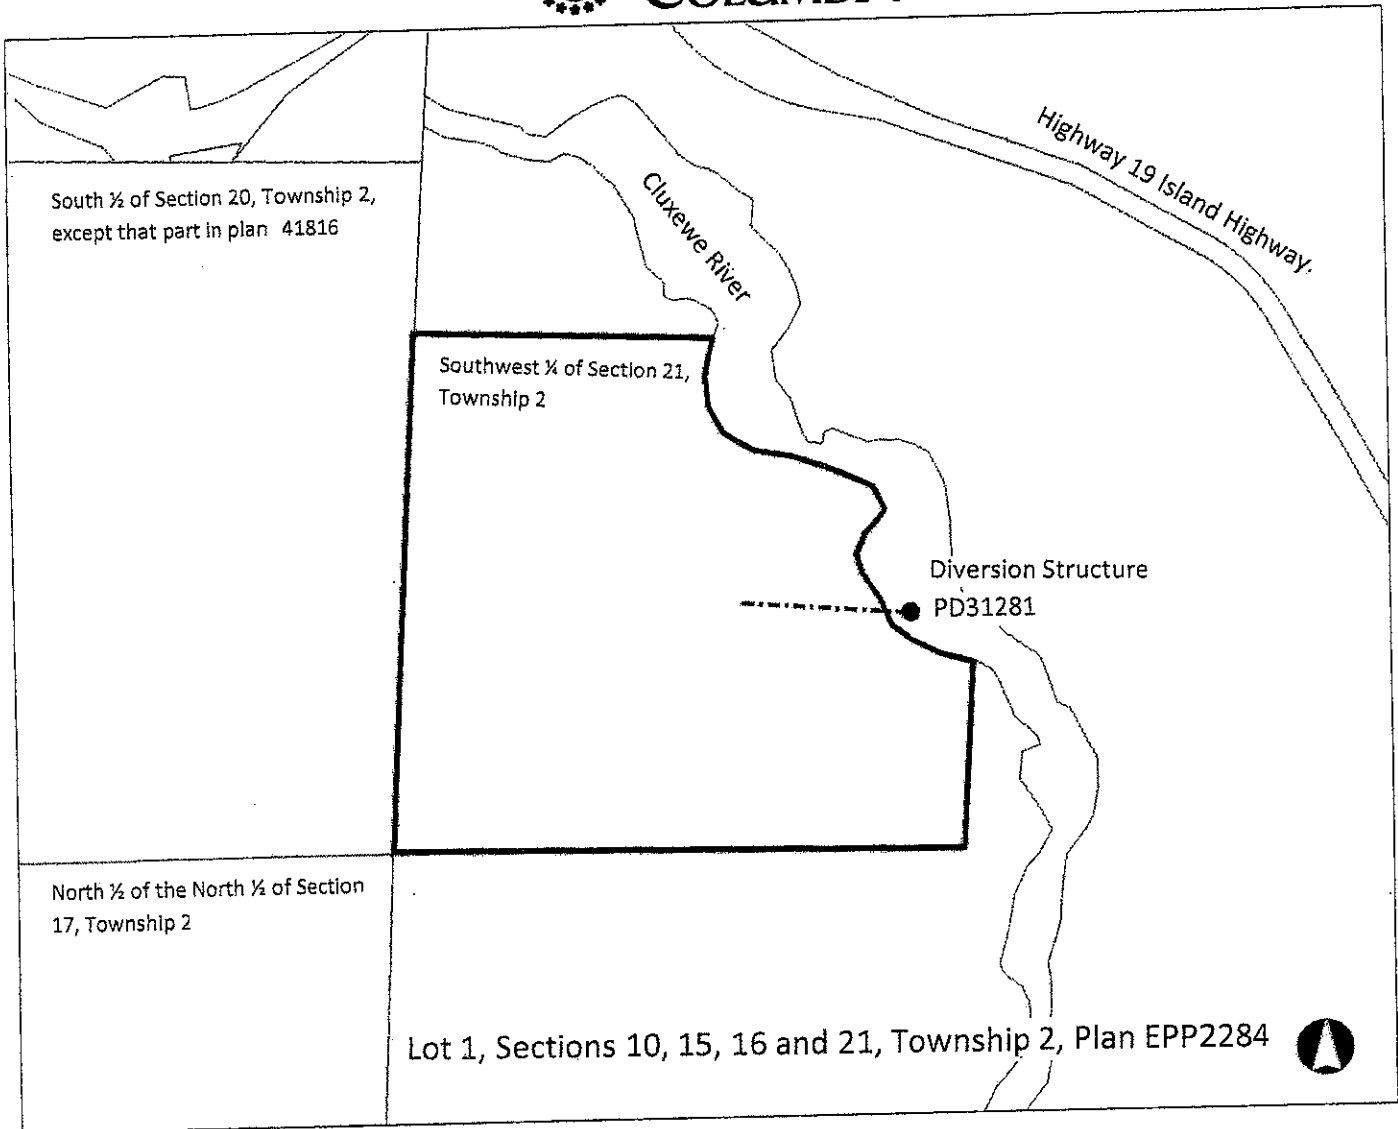 South ½ of Section 20, Township 2,
except that part in plan 41816
Highway 19 Island Highway
Cluxewe River
Southwest ¼ of Section 21,
Township 2
Diversion Structure
PD31281
North ½ of the North ½ of Section
17, Township 2
Lot 1, Sections 10, 15, 16 and 21, Township 2, Plan EPP2284